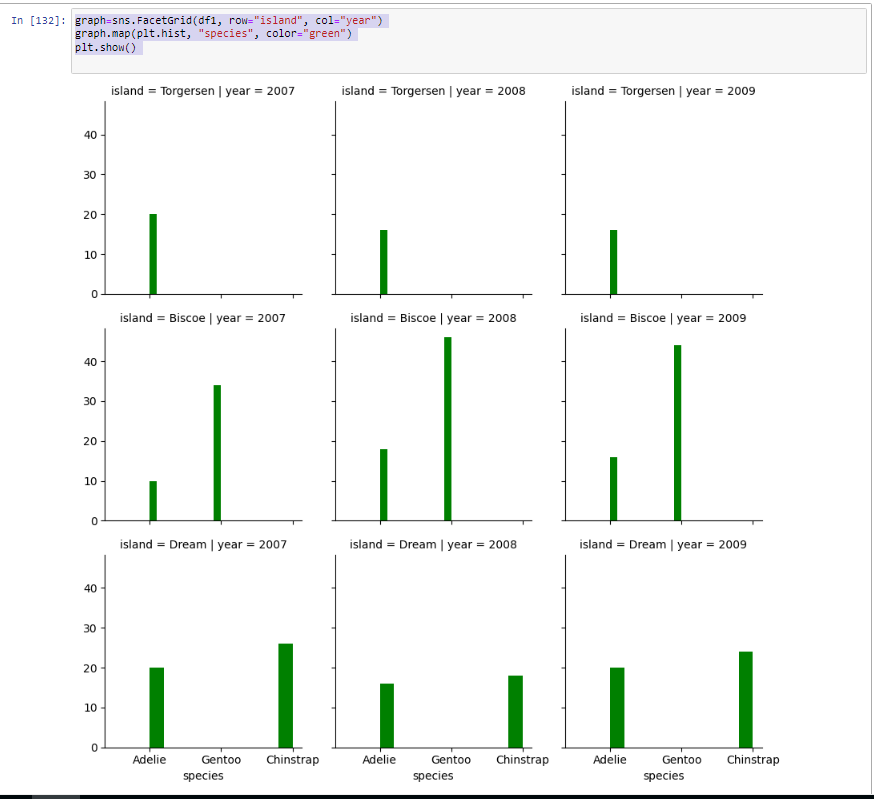 In [132]: graph=sns.FacetGrid(df1, row="island", col="year")
graph.map(plt.hist, "species", color="green")
plt.show()
island = Torgersen | year = 2007 island = Torgersen | year = 2008 island = Torgersen | year = 2009
40
30
20
10
0
island = Biscoe | year = 2007 island = Biscoe | year = 2008 island = Biscoe | year = 2009
40
30
20
10
0
island = Dream | year = 2007 island = Dream | year = 2008 island = Dream | year = 2009
40
30
20
10
0
Adelie Gentoo Chinstrap Adelie Gentoo Chinstrap Adelie Gentoo Chinstrap
species species species